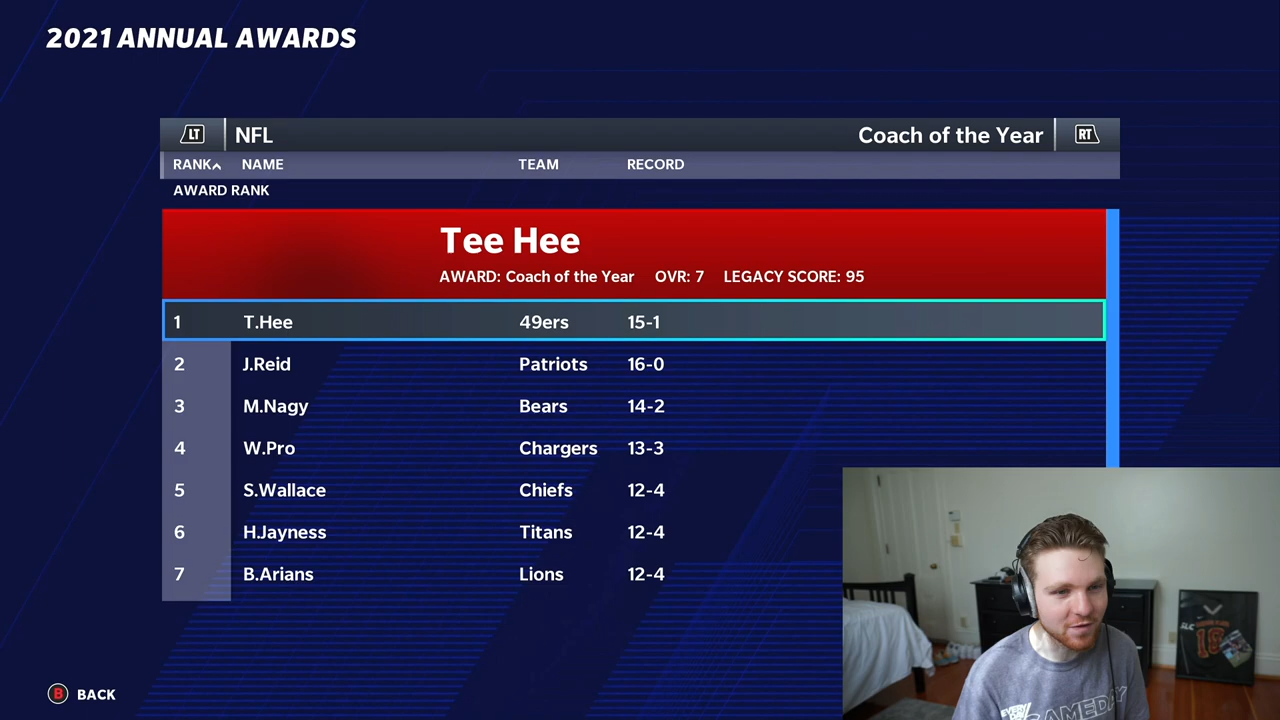 2021 ANNUAL AWARDS
LT NFL Coach of the Year RT
RANK NAME TEAM RECORD
AWARD RANK
Tee Hee
AWARD: Coach of the Year OVR: 7 LEGACY SCORE: 95
1 T.Hee 49ers 15-1
2 J.Reid Patriots 16-0
3 M.Nagy Bears 14-2
4 W.Pro Chargers 13-3
5 S.Wallace Chiefs 12-4
6 H.Jayness Titans 12-4
7 B.Arians Lions 12-4
GAMEDAY
B BACK